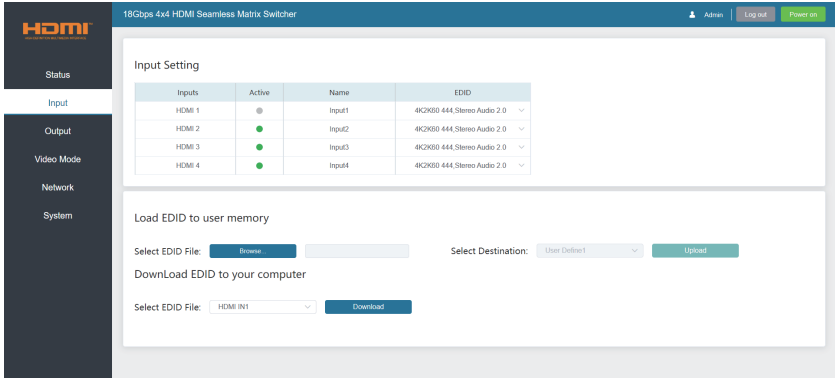 HDMI
18Gbps 4x4 HDMI Seamless Matrix Switcher
Admin
Log out
Power on
Status
Input
Output
Video Mode
Network
System
Input Setting
Inputs Active Name EDID
HDMI 1 Input1 4K2K60 444,Stereo Audio 2.0
HDMI 2 Input2 4K2K60 444,Stereo Audio 2.0
HDMI 3 Input3 4K2K60 444,Stereo Audio 2.0
HDMI 4 Input4 4K2K60 444,Stereo Audio 2.0
Load EDID to user memory
Select EDID File: Browse... Select Destination: User Define1 Upload
DownLoad EDID to your computer
Select EDID File: HDMI IN1 Download